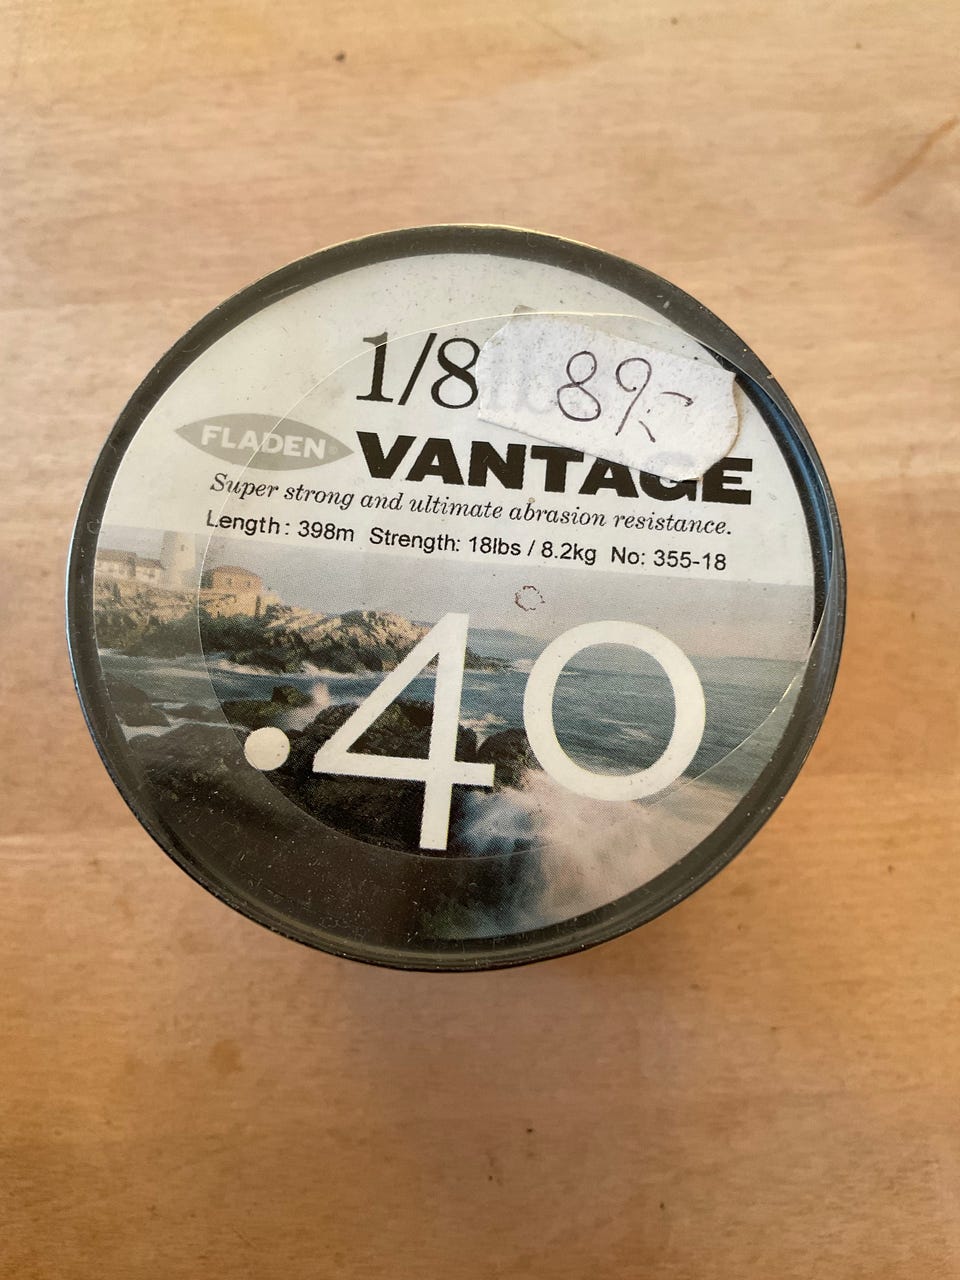 1/8
89.-
FLADEN®
VANTAGE
Super strong and ultimate abrasion resistance.
Length: 398m Strength: 18lbs / 8.2kg No: 355-18
.40